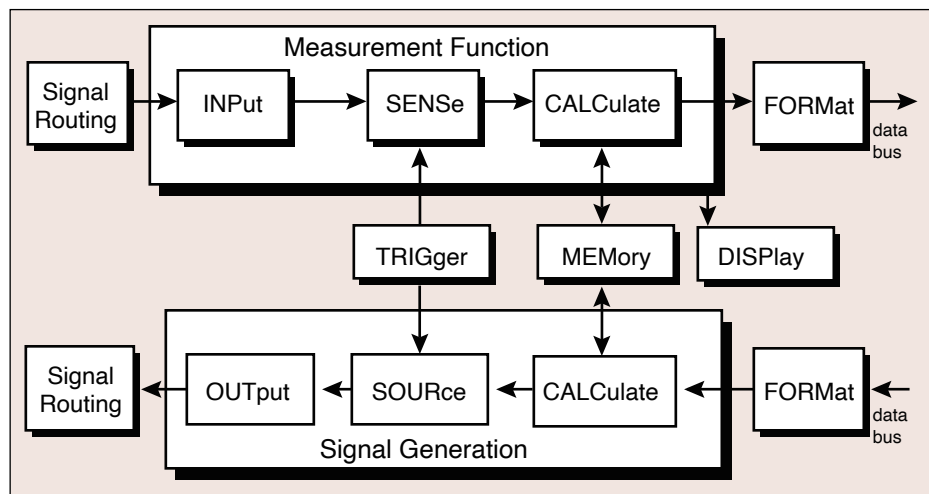 Measurement Function
Signal
Routing
INPut
SENSe
CALCulate
FORMat
data
bus
TRIGger
MEMory
DISPlay
Signal
Routing
OUTput
SOURce
CALCulate
FORMat
data
bus
Signal Generation